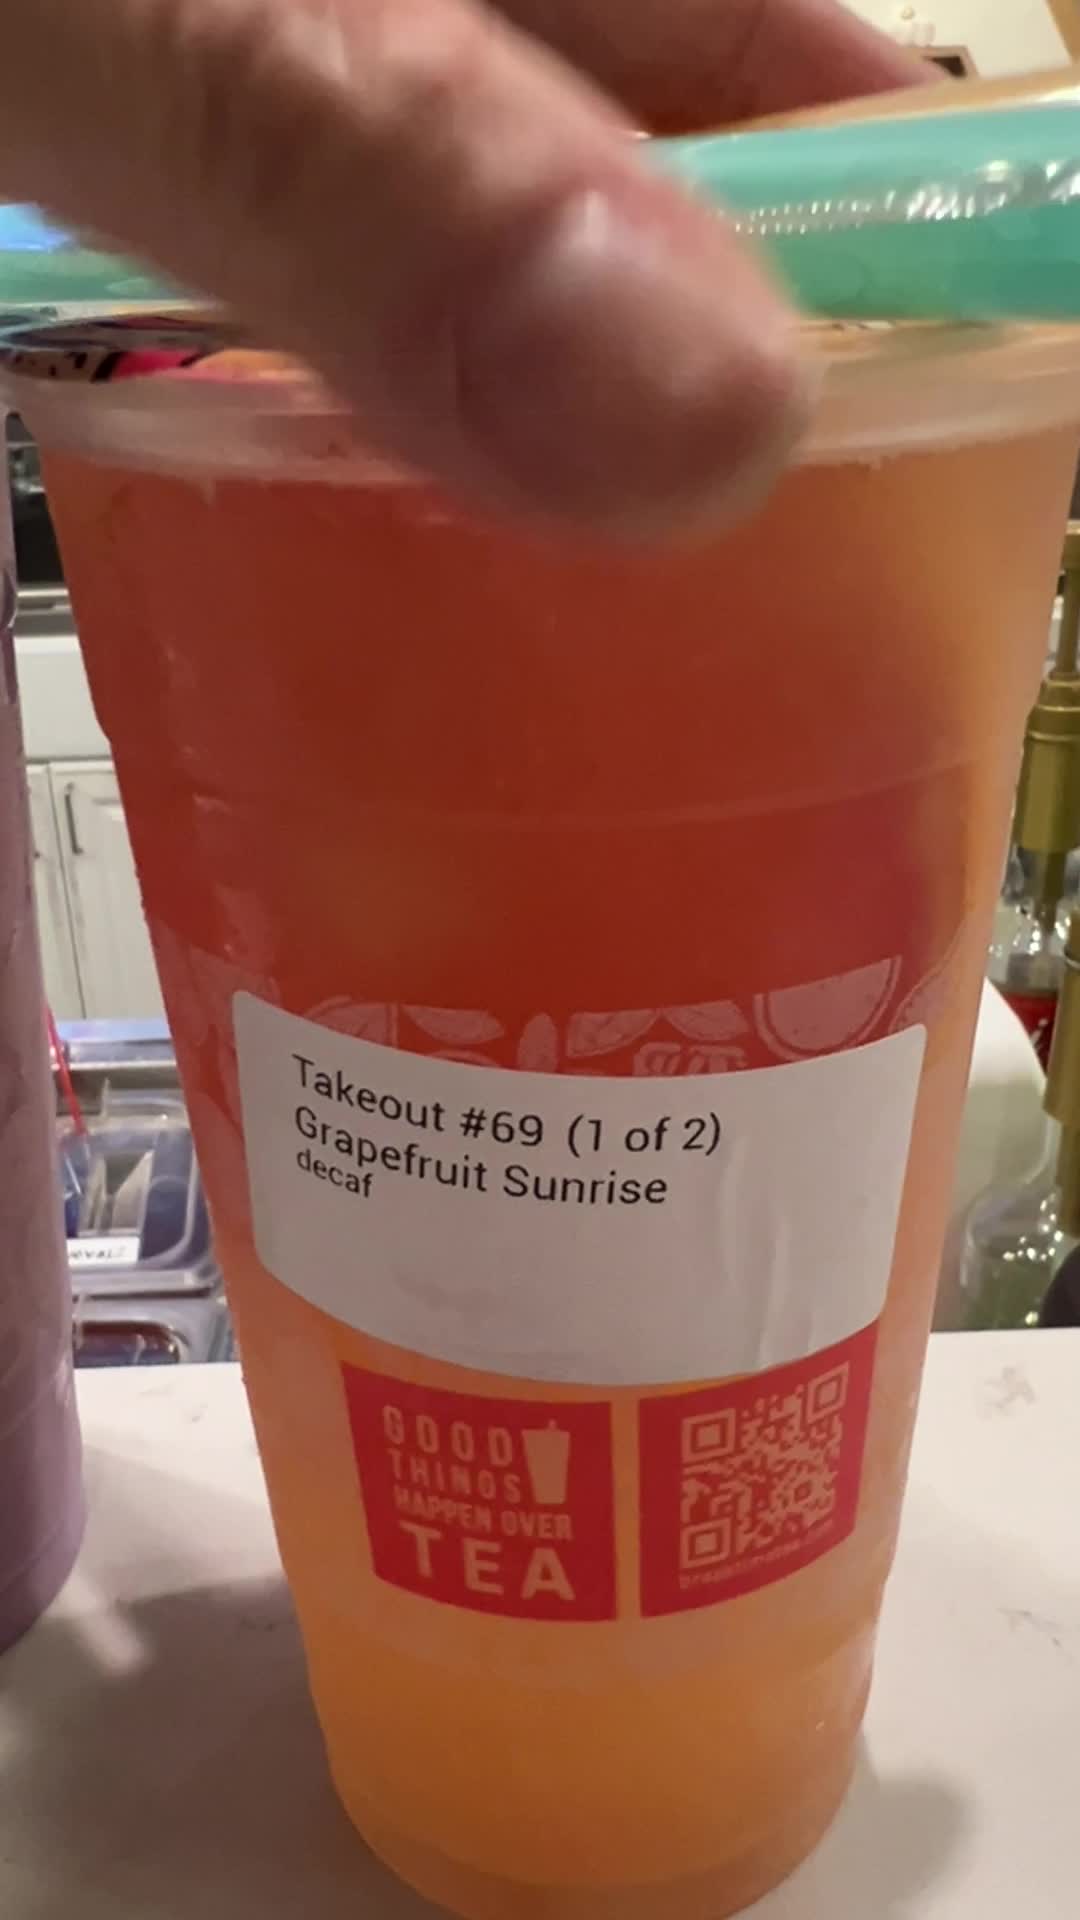 Takeout #69 (1 of 2)
Grapefruit Sunrise
decaf
GOOD
THINGS
HAPPEN OVER
TEA